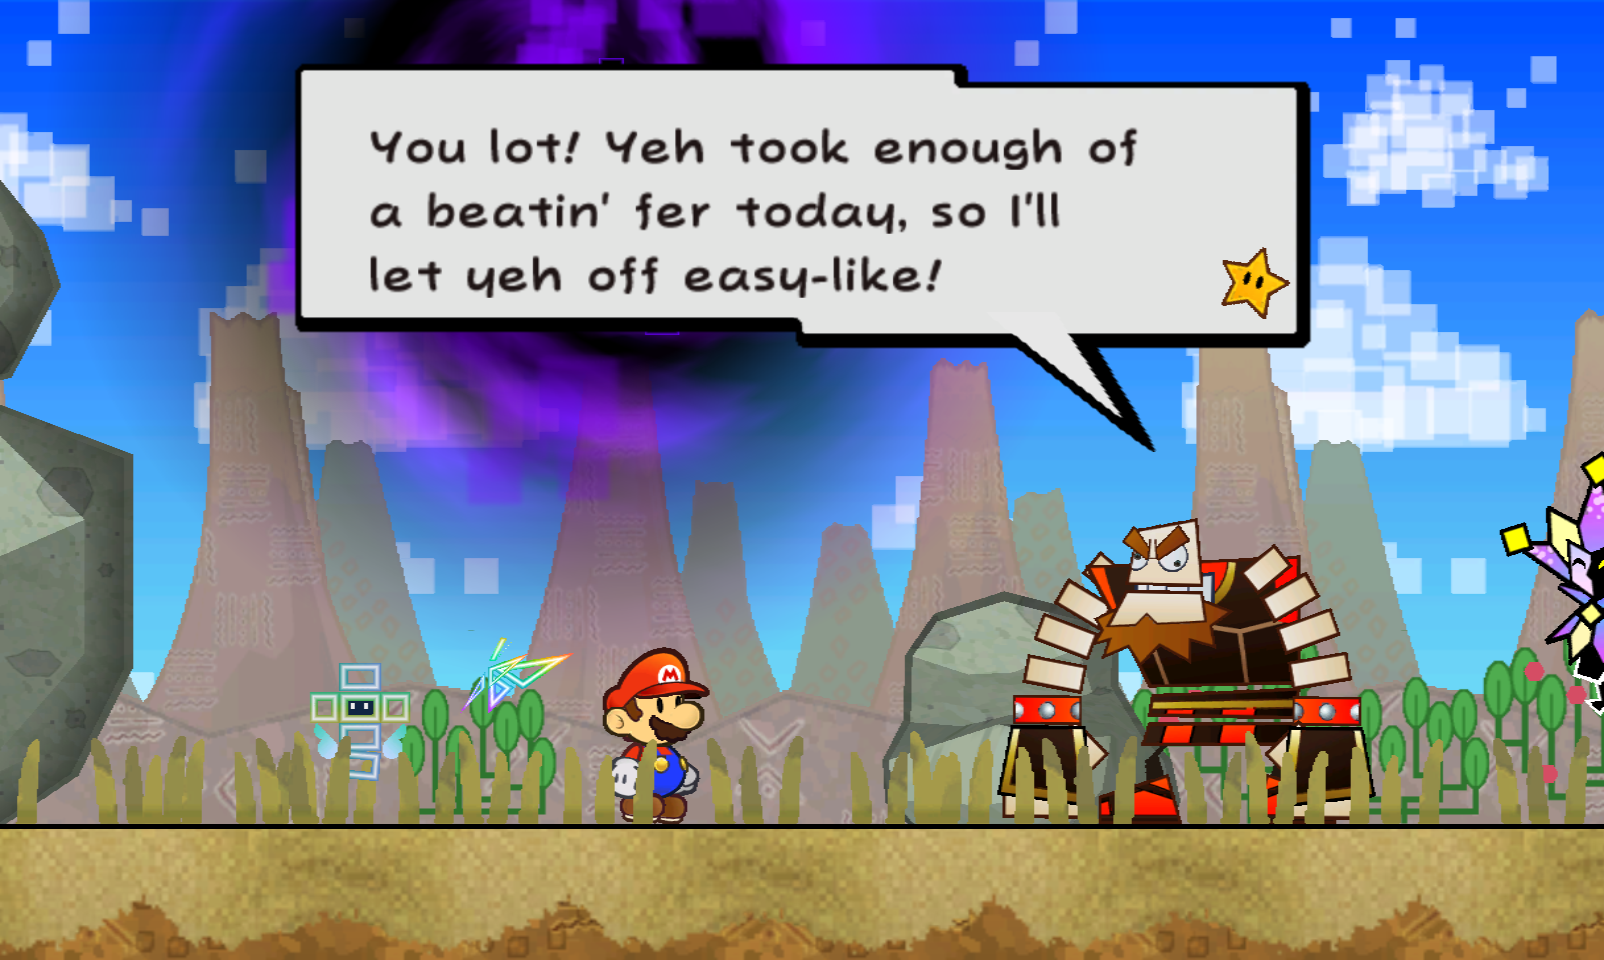 You lot! Yeh took enough of
a beatin' fer today, so I'll
let yeh off easy-like!
M